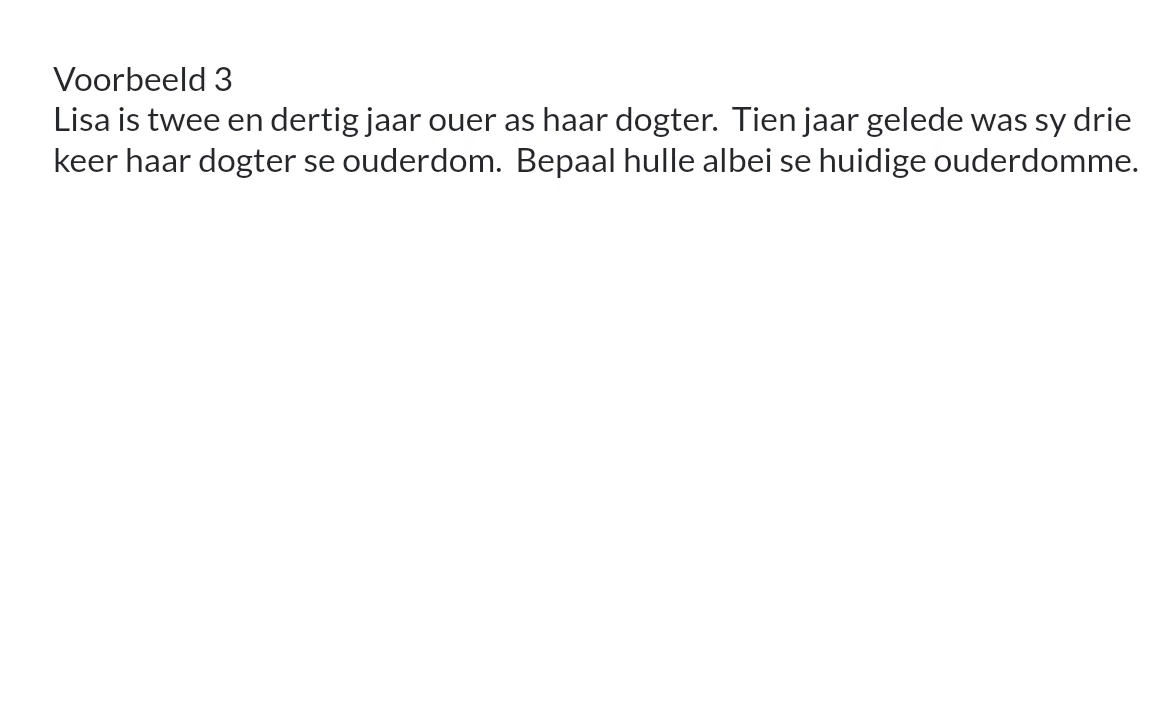 Voorbeeld 3
Lisa is twee en dertig jaar ouer as haar dogter.  Tien jaar gelede was sy drie
keer haar dogter se ouderdom.  Bepaal hulle albei se huidige ouderdomme.